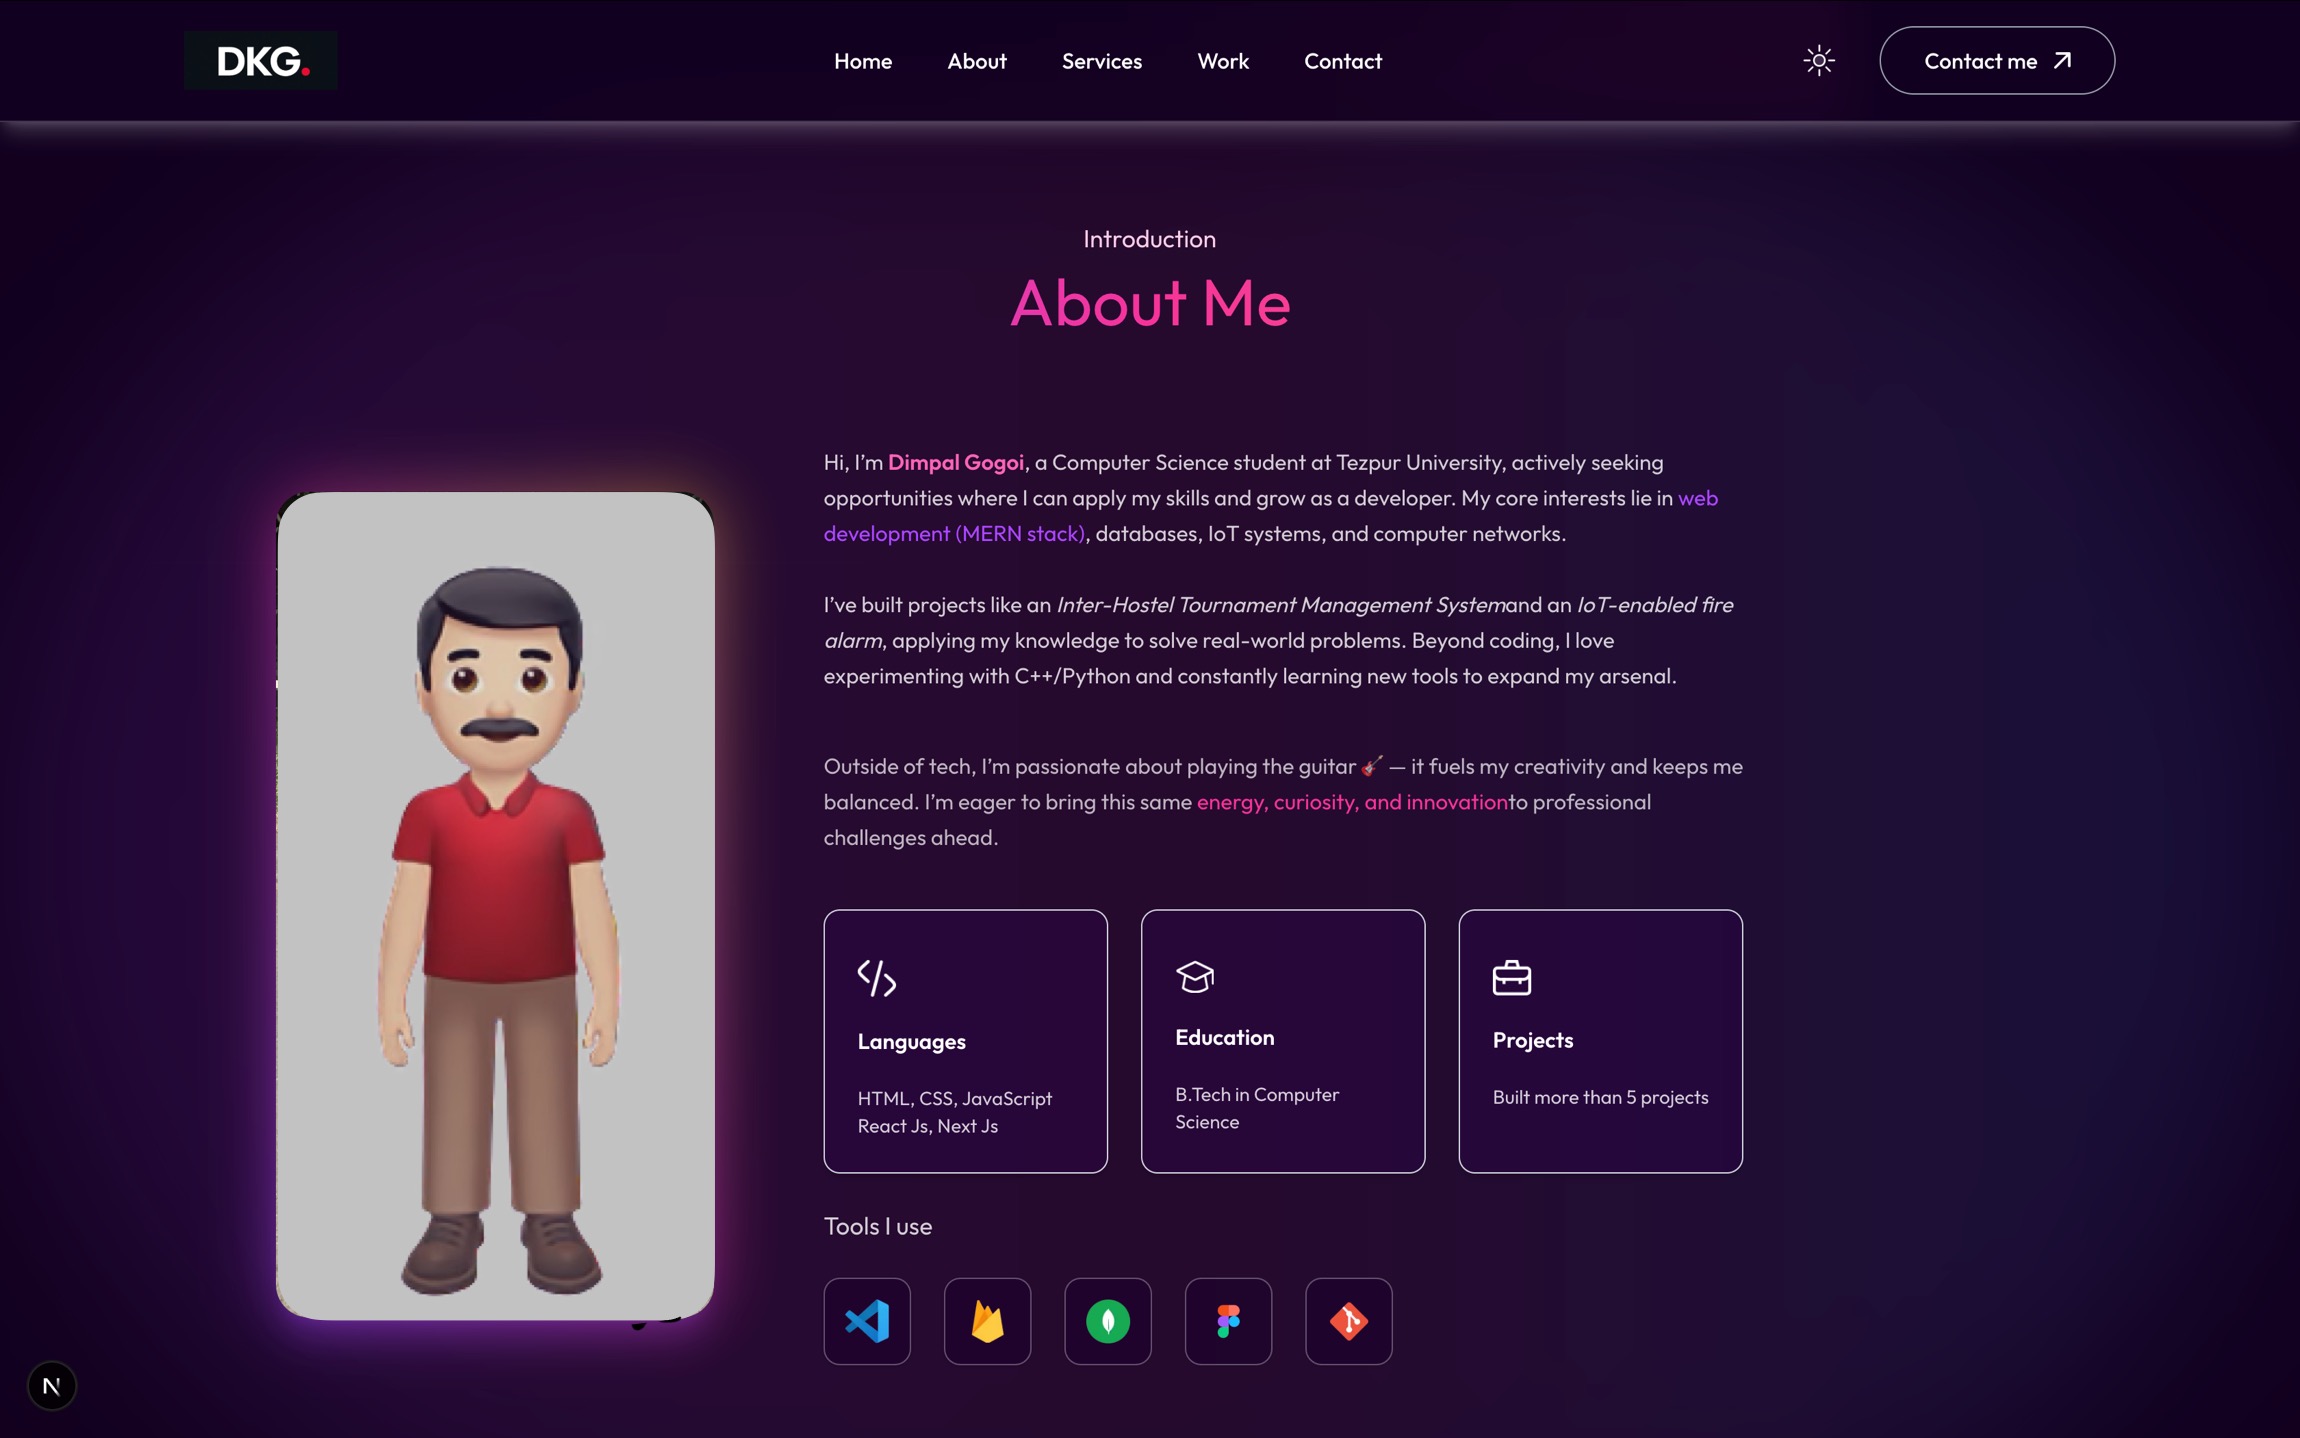 DKG.
Home About Services Work Contact
Contact me
Introduction
About Me
Hi, I’m Dimpal Gogoi, a Computer Science student at Tezpur University, actively seeking
opportunities where I can apply my skills and grow as a developer. My core interests lie in web
development (MERN stack), databases, IoT systems, and computer networks.
I’ve built projects like an Inter-Hostel Tournament Management Systemand an IoT-enabled fire
alarm, applying my knowledge to solve real-world problems. Beyond coding, I love
experimenting with C++/Python and constantly learning new tools to expand my arsenal.
Outside of tech, I’m passionate about playing the guitar 🎸 — it fuels my creativity and keeps me
balanced. I’m eager to bring this same energy, curiosity, and innovationto professional
challenges ahead.
Languages
HTML, CSS, JavaScript
React Js, Next Js
Education
B.Tech in Computer
Science
Projects
Built more than 5 projects
Tools I use
N